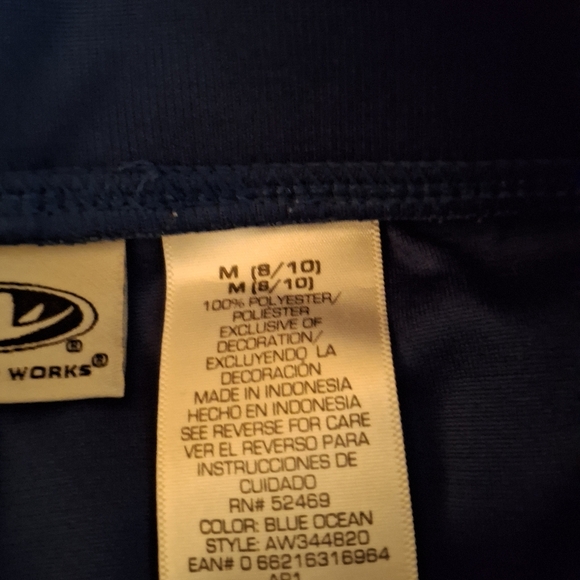 WORKS®
®
M (8/10)
M (8/10)
100% POLYESTER/
POLIÉSTER
EXCLUSIVE OF
DECORATION/
EXCLUYENDO LA
DECORACIÓN
MADE IN INDONESIA
HECHO EN INDONESIA
SEE REVERSE FOR CARE
VER EL REVERSO PARA
INSTRUCCIONES DE
CUIDADO
RN# 52469
COLOR: BLUE OCEAN
STYLE: AW344820
EAN# 0 66216316964